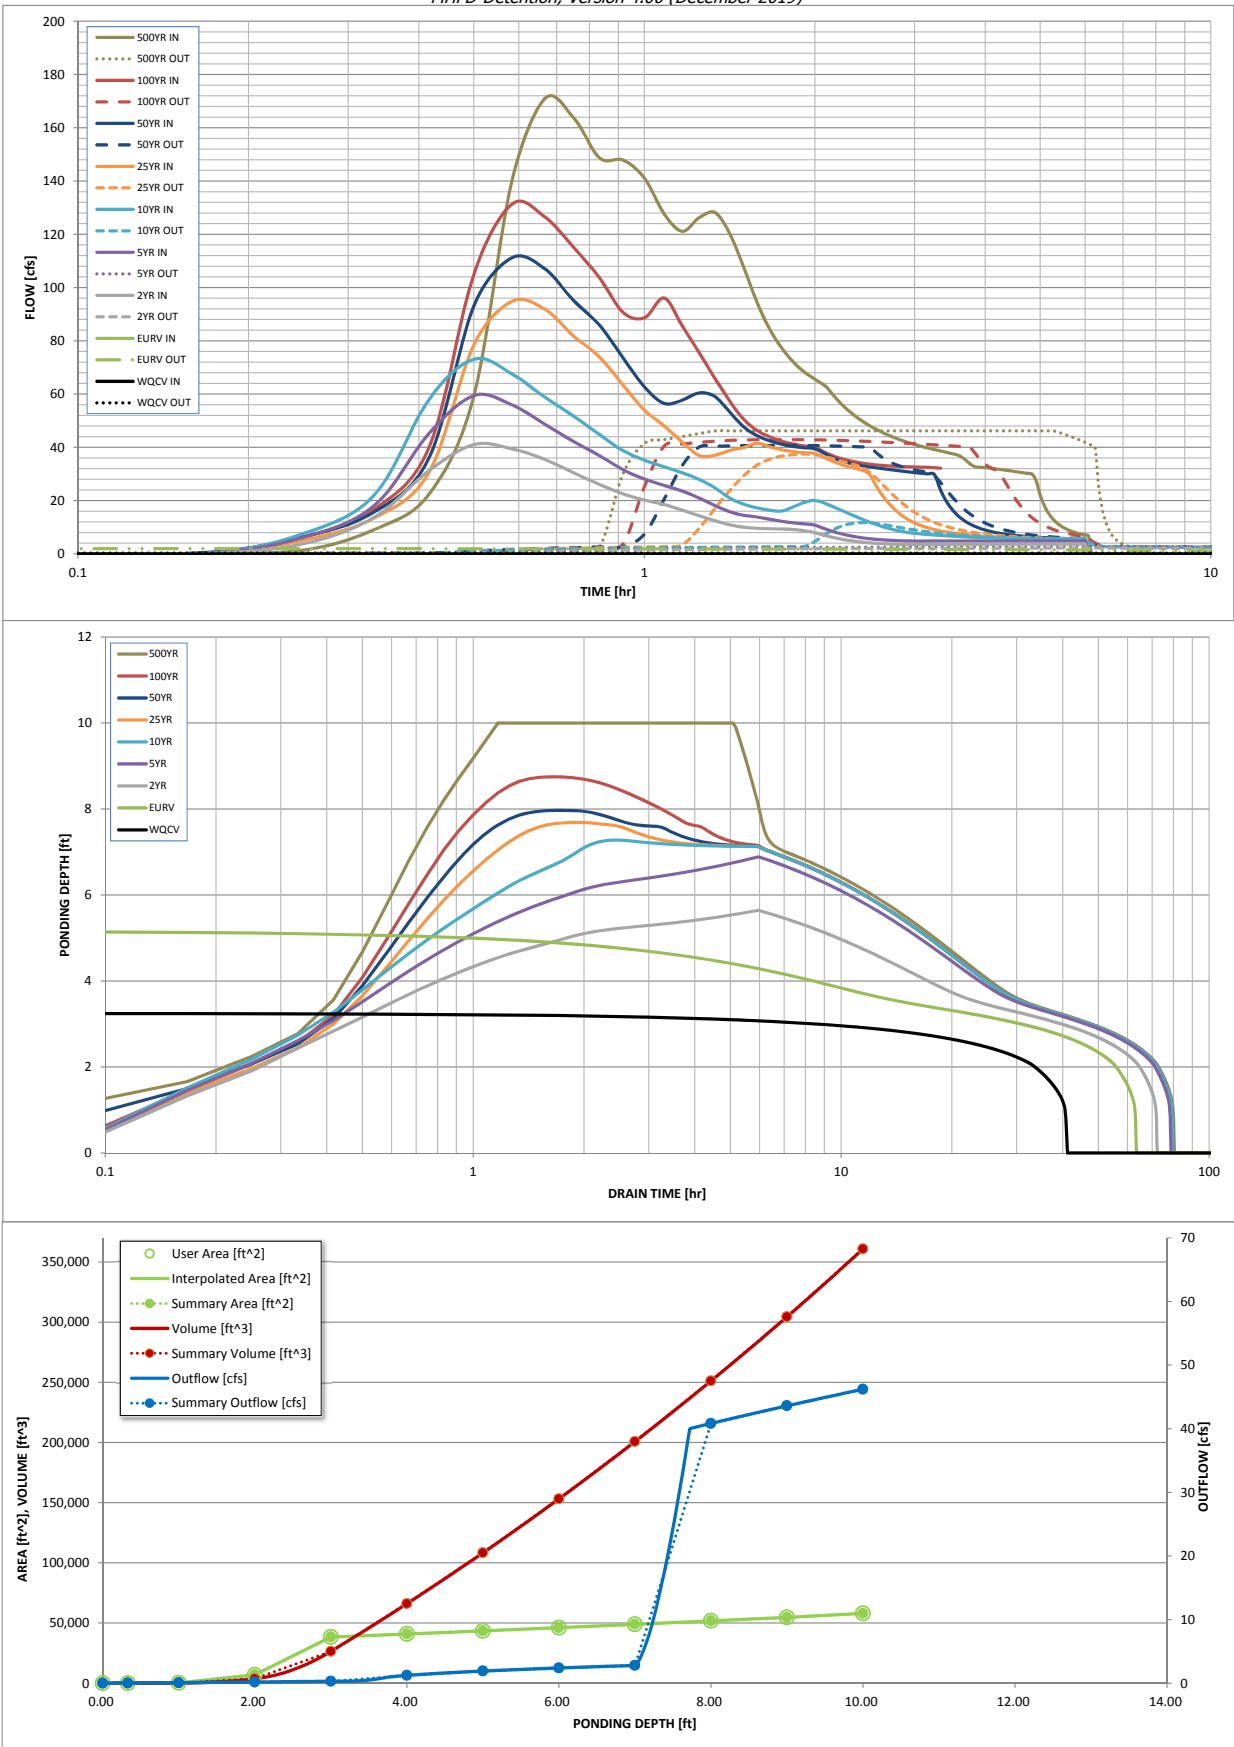 MHFD-Detention, Version 4.00 (December 2019)
200
180
160
140
120
100
80
60
40
20
0
FLOW [cfs]
500YR IN
500YR OUT
100YR IN
100YR OUT
50YR IN
50YR OUT
25YR IN
25YR OUT
10YR IN
10YR OUT
5YR IN
5YR OUT
2YR IN
2YR OUT
EURV IN
EURV OUT
WQCV IN
WQCV OUT
0.1
1
10
TIME [hr]
12
10
8
6
4
2
0
PONDING DEPTH [ft]
500YR
100YR
50YR
25YR
10YR
5YR
2YR
EURV
WQCV
0.1
1
10
100
DRAIN TIME [hr]
350,000
300,000
250,000
200,000
150,000
100,000
50,000
0
AREA [ft^2], VOLUME [ft^3]
User Area [ft^2]
Interpolated Area [ft^2]
Summary Area [ft^2]
Volume [ft^3]
Summary Volume [ft^3]
Outflow [cfs]
Summary Outflow [cfs]
70
60
50
40
30
20
10
0
OUTFLOW [cfs]
0.00
2.00
4.00
6.00
8.00
10.00
12.00
14.00
PONDING DEPTH [ft]